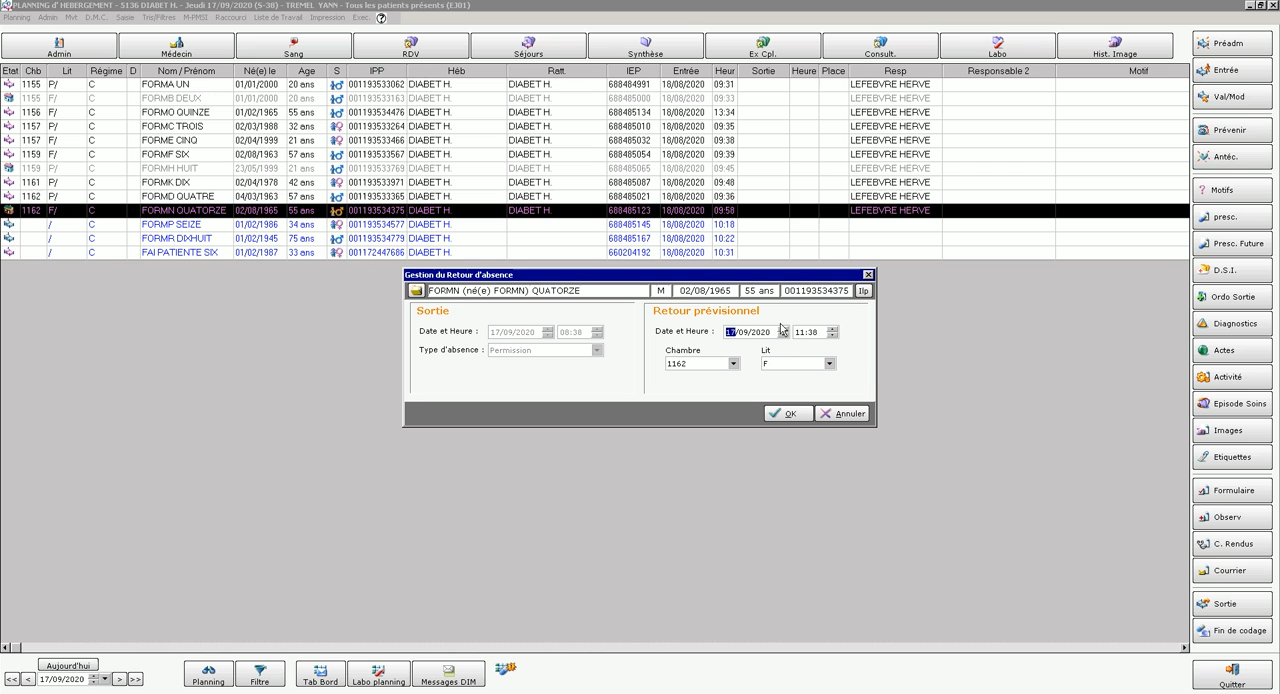 PLANNING d' HEBERGEMENT - 5136 DIABET H. - Jeudi 17/09/2020 (S-38) - TREMEL YANN - Tous les patients présents (EJ01)
Planning Admin Mvt D.M.C. Saisie Tris/Filtres M-PMSI Raccourci Liste de Travail Impression Exec. ?
Admin Médecin Sang RDV Séjours Synthèse Ex Cpl. Consult. Labo Hist. Image
Etat Chb Lit Régime D Nom / Prénom Né(e) le Age S IPP Héb Ratt. IEP Entrée Heur Sortie Heure Place Resp Responsable 2 Motif
1155 P/ C FORMA UN 01/01/2000 20 ans 001193533062 DIABET H. DIABET H. 688484991 18/08/2020 09:31 LEFEBVRE HERVE
1155 P/ C FORMB DEUX 01/01/2000 20 ans 001193533163 DIABET H. DIABET H. 688485000 18/08/2020 09:33 LEFEBVRE HERVE
1156 P/ C FORMO QUINZE 01/02/1965 55 ans 001193534476 DIABET H. DIABET H. 688485134 18/08/2020 13:34 LEFEBVRE HERVE
1157 P/ C FORMC TROIS 02/03/1988 32 ans 001193533264 DIABET H. DIABET H. 688485010 18/08/2020 09:35 LEFEBVRE HERVE
1157 P/ C FORME CINQ 02/04/1999 21 ans 001193533466 DIABET H. DIABET H. 688485032 18/08/2020 09:38 LEFEBVRE HERVE
1159 F/ C FORMF SIX 02/08/1963 57 ans 001193533567 DIABET H. DIABET H. 688485054 18/08/2020 09:39 LEFEBVRE HERVE
1159 P/ C FORMH HUIT 23/05/1999 21 ans 001193533769 DIABET H. DIABET H. 688485065 18/08/2020 09:45 LEFEBVRE HERVE
1161 P/ C FORMK DIX 02/04/1978 42 ans 001193533971 DIABET H. DIABET H. 688485087 18/08/2020 09:48 LEFEBVRE HERVE
1162 P/ C FORMD QUATRE 04/03/1963 57 ans 001193533365 DIABET H. DIABET H. 688485021 18/08/2020 09:36 LEFEBVRE HERVE
1162 F/ C FORMN QUATORZE 02/08/1965 55 ans 001193534375 DIABET H. DIABET H. 688485123 18/08/2020 09:58 LEFEBVRE HERVE
/ C FORMP SEIZE 01/02/1986 34 ans 001193534577 DIABET H. 688485145 18/08/2020 10:18
/ C FORMR DIXHUIT 01/02/1945 75 ans 001193534779 DIABET H. 688485167 18/08/2020 10:22
/ C FAI PATIENTE SIX 01/02/1987 33 ans 001172447686 DIABET H. 660204192 18/08/2020 10:31
Gestion du Retour d'absence
FORMN (né(e) FORMN) QUATORZE M 02/08/1965 55 ans 001193534375 Ilp
Sortie
Date et Heure : 17/09/2020 08:38
Type d'absence : Permission
Retour prévisionnel
Date et Heure : 17/09/2020 11:38
Chambre Lit
1162 F
OK Annuler
Préadm
Entrée
Val/Mod
Prévenir
Antéc.
Motifs
presc.
Presc. Future
D.S.I.
Ordo Sortie
Diagnostics
Actes
Activité
Episode Soins
Images
Etiquettes
Formulaire
Observ
C. Rendus
Courrier
Sortie
Fin de codage
Quitter
Aujourd'hui
<< < 17/09/2020 > >>
Planning Filtre Tab Bord Labo planning Messages DIM